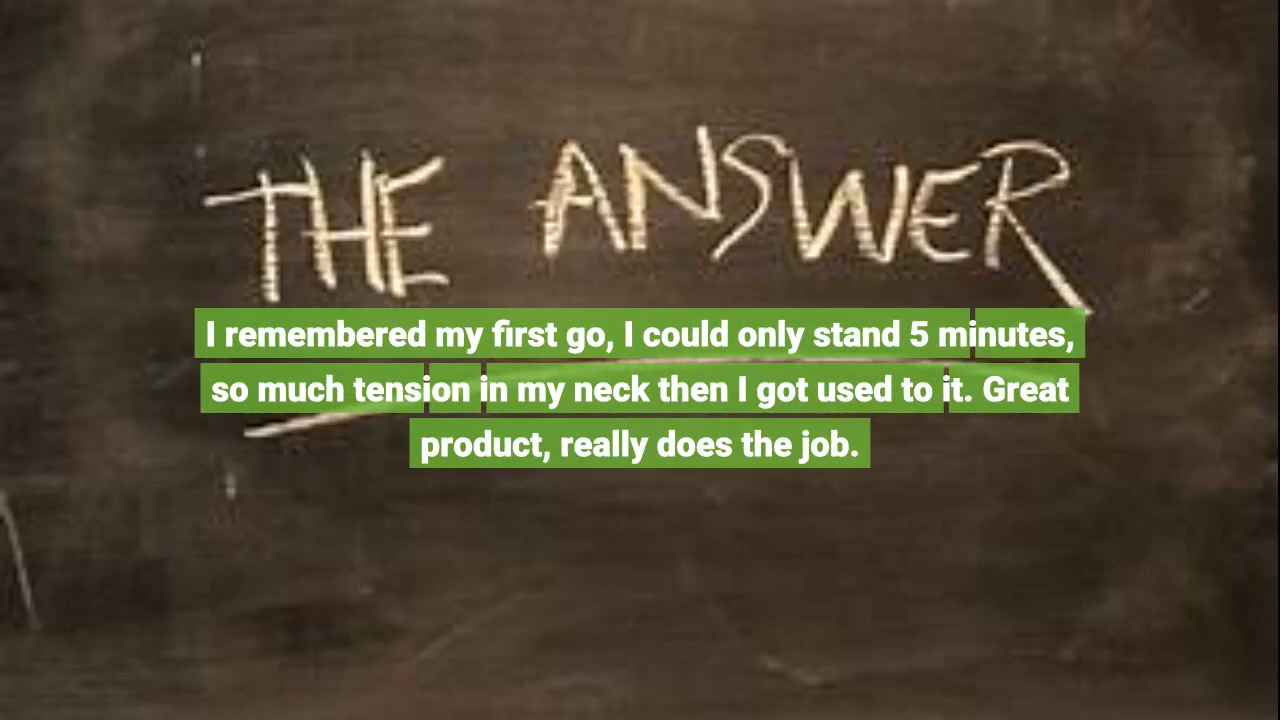 THE ANSWER
I remembered my first go, I could only stand 5 minutes,
so much tension in my neck then I got used to it. Great
product, really does the job.